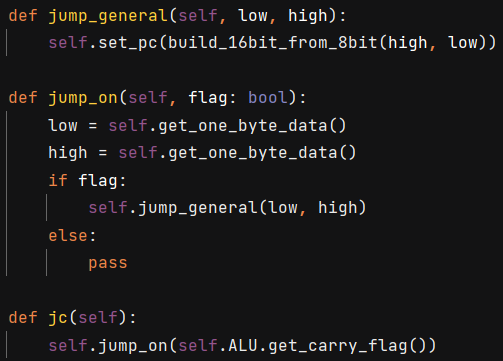 def jump_general(self, low, high):
    self.set_pc(build_16bit_from_8bit(high, low))
def jump_on(self, flag: bool):
    low = self.get_one_byte_data()
    high = self.get_one_byte_data()
    if flag:
        self.jump_general(low, high)
    else:
        pass
def jc(self):
    self.jump_on(self.ALU.get_carry_flag())